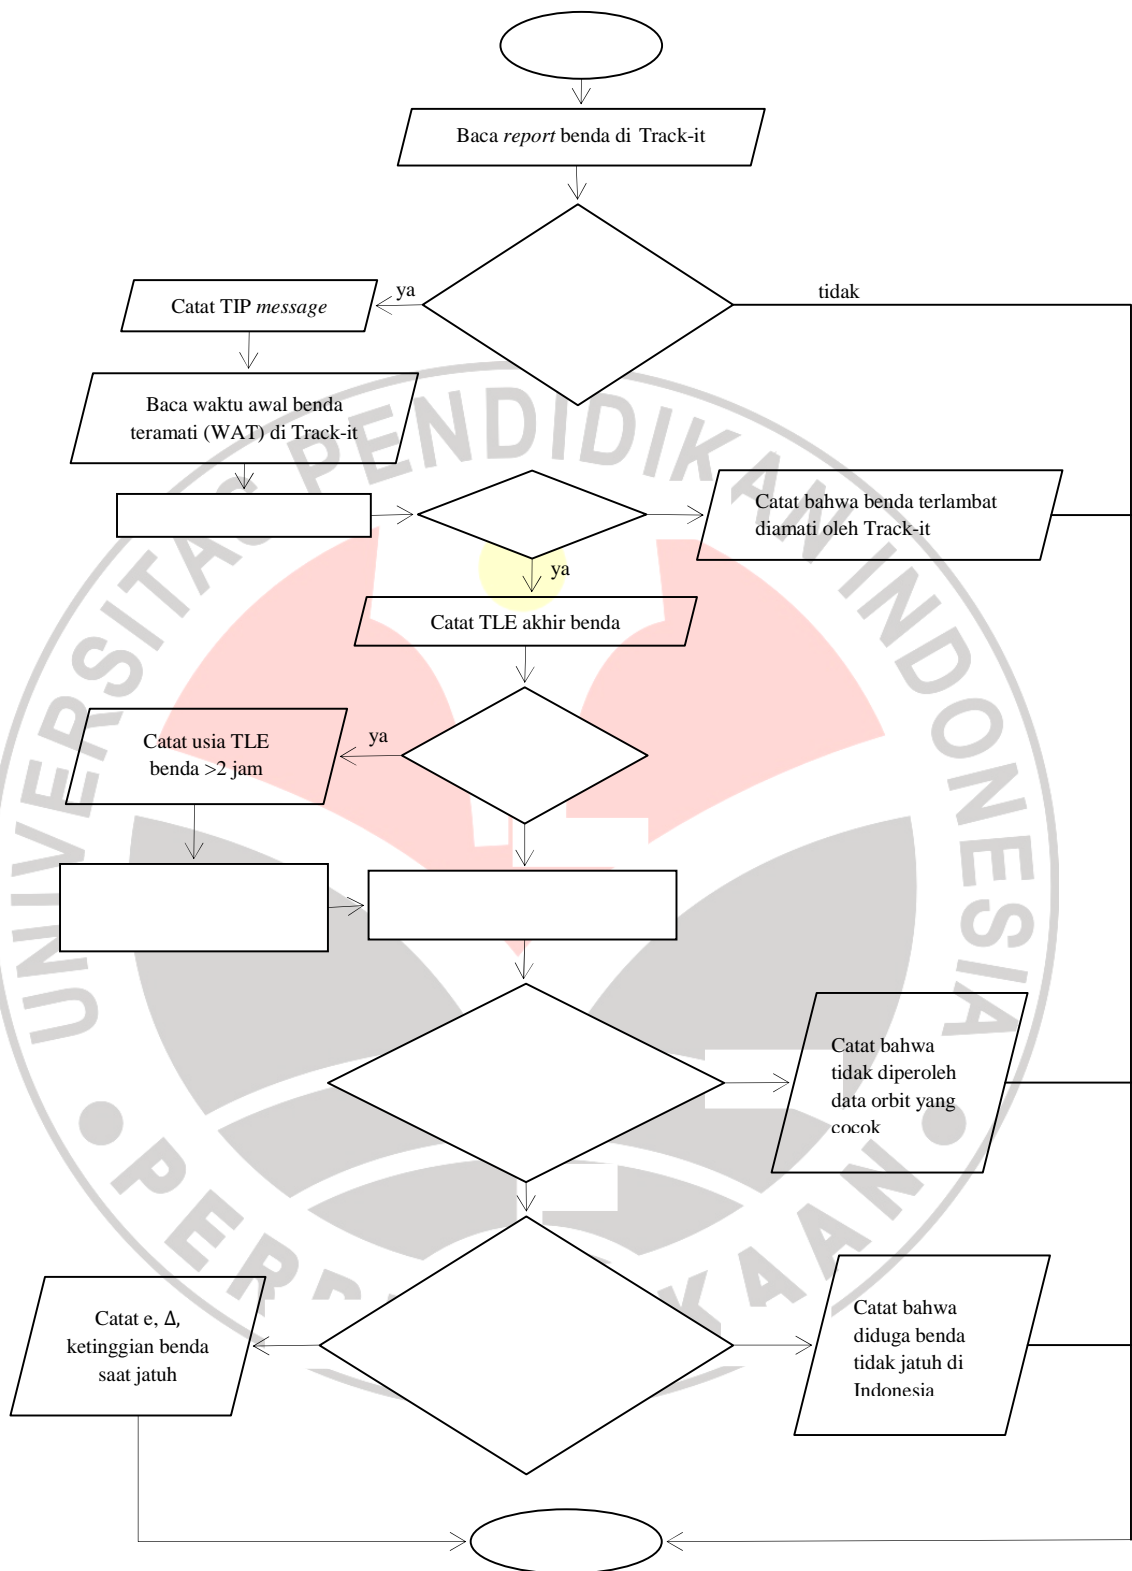 Baca report benda di Track-it
ya
tidak
Catat TIP message
Baca waktu awal benda
teramati (WAT) di Track-it
Catat bahwa benda terlambat
diamati oleh Track-it
ya
Catat TLE akhir benda
Catat usia TLE
benda >2 jam
ya
Catat bahwa
tidak diperoleh
data orbit yang
cocok
Catat e, Δ,
ketinggian benda
saat jatuh
Catat bahwa
diduga benda
tidak jatuh di
Indonesia
UNIVERSITAS PENDIDIKAN INDONESIA